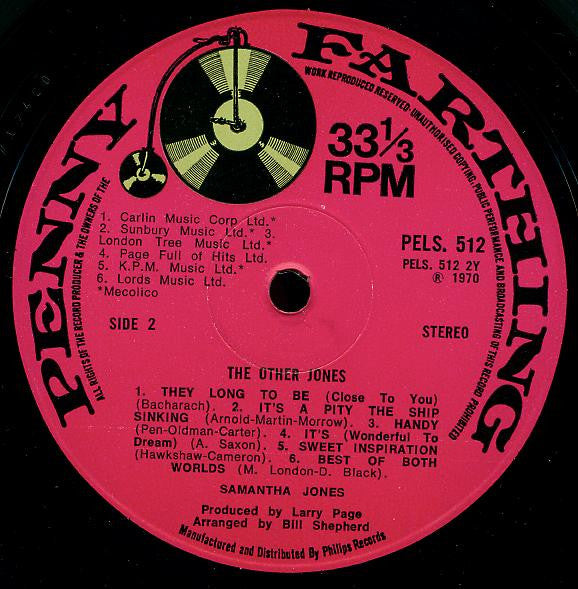 PENNY FARTHING
WORK REPRODUCED RESERVED·UNAUTHORISED COPYING, PUBLIC PERFORMANCE AND BROADCASTING OF THIS RECORD PROHIBITED
ALL RIGHTS OF THE RECORD PRODUCER & THE OWNERS OF THE
33 1/3
RPM
1. Carlin Music Corp Ltd.*
2. Sunbury Music Ltd.* 3.
London Tree Music Ltd.*
4. Page Full of Hits Ltd.
5. K.P.M. Music Ltd.*
6. Lords Music Ltd.
*Mecolico
PELS. 512
PELS. 512 2Y
℗ 1970
SIDE 2
STEREO
THE OTHER JONES
1. THEY LONG TO BE (Close To You)
(Bacharach). 2. IT'S A PITY THE SHIP
SINKING (Arnold-Martin-Morrow). 3. HANDY
(Pen-Oldman-Carter). 4. IT'S (Wonderful To
Dream) (A. Saxon). 5. SWEET INSPIRATION
(Hawkshaw-Cameron). 6. BEST OF BOTH
WORLDS (M. London-D. Black).
SAMANTHA JONES
Produced by Larry Page
Arranged by Bill Shepherd
Manufactured and Distributed By Philips Records